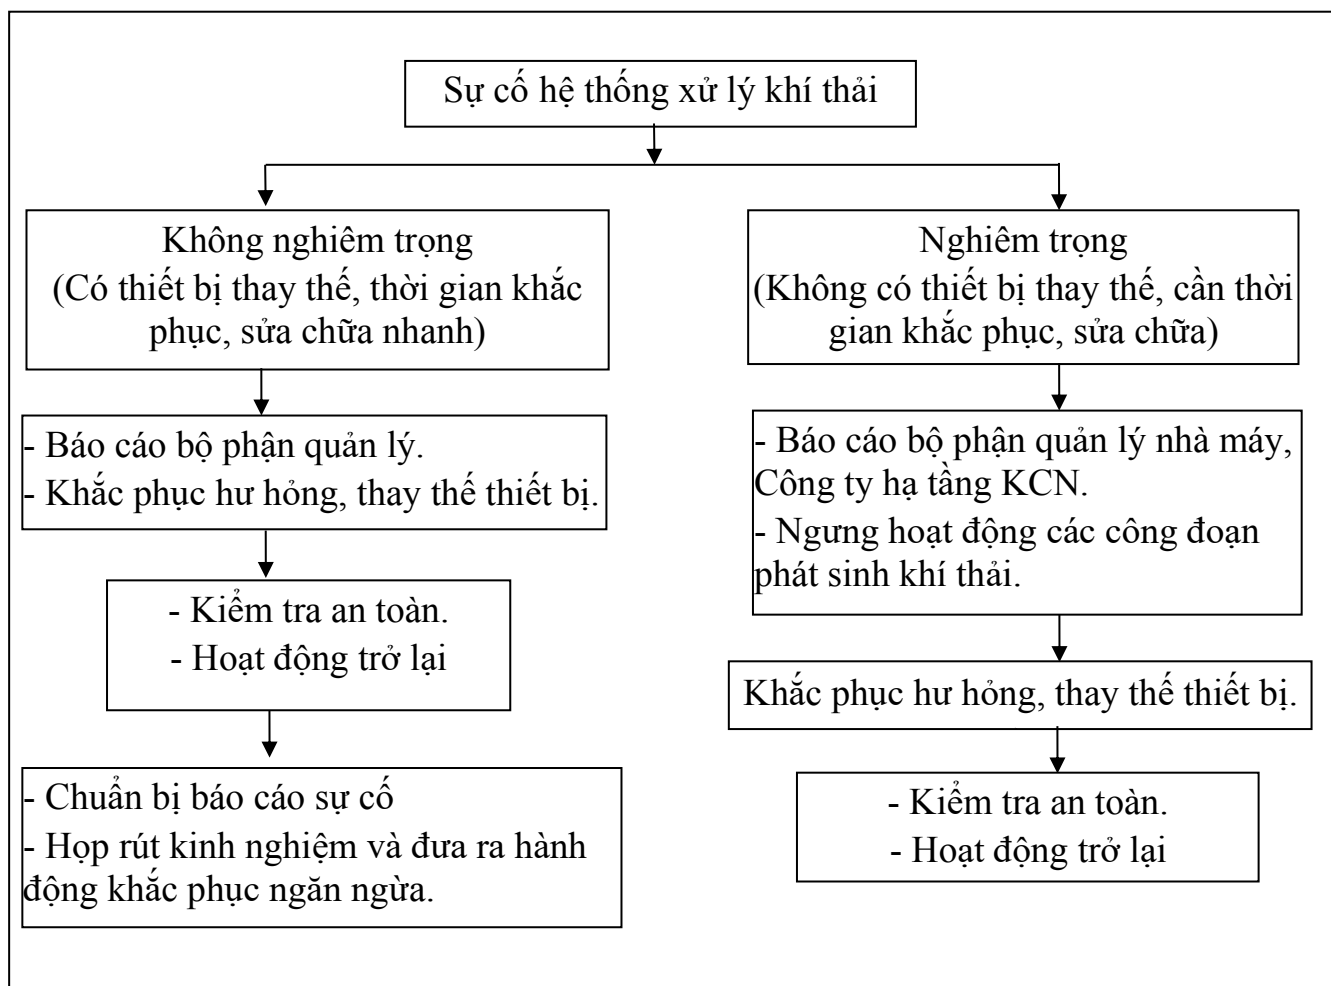 Sự cố hệ thống xử lý khí thải
Không nghiêm trọng
(Có thiết bị thay thế, thời gian khắc
phục, sửa chữa nhanh)
- Báo cáo bộ phận quản lý.
- Khắc phục hư hỏng, thay thế thiết bị.
- Kiểm tra an toàn.
- Hoạt động trở lại
- Chuẩn bị báo cáo sự cố
- Họp rút kinh nghiệm và đưa ra hành
động khắc phục ngăn ngừa.
Nghiêm trọng
(Không có thiết bị thay thế, cần thời
gian khắc phục, sửa chữa)
- Báo cáo bộ phận quản lý nhà máy,
Công ty hạ tầng KCN.
- Ngưng hoạt động các công đoạn
phát sinh khí thải.
Khắc phục hư hỏng, thay thế thiết bị.
- Kiểm tra an toàn.
- Hoạt động trở lại